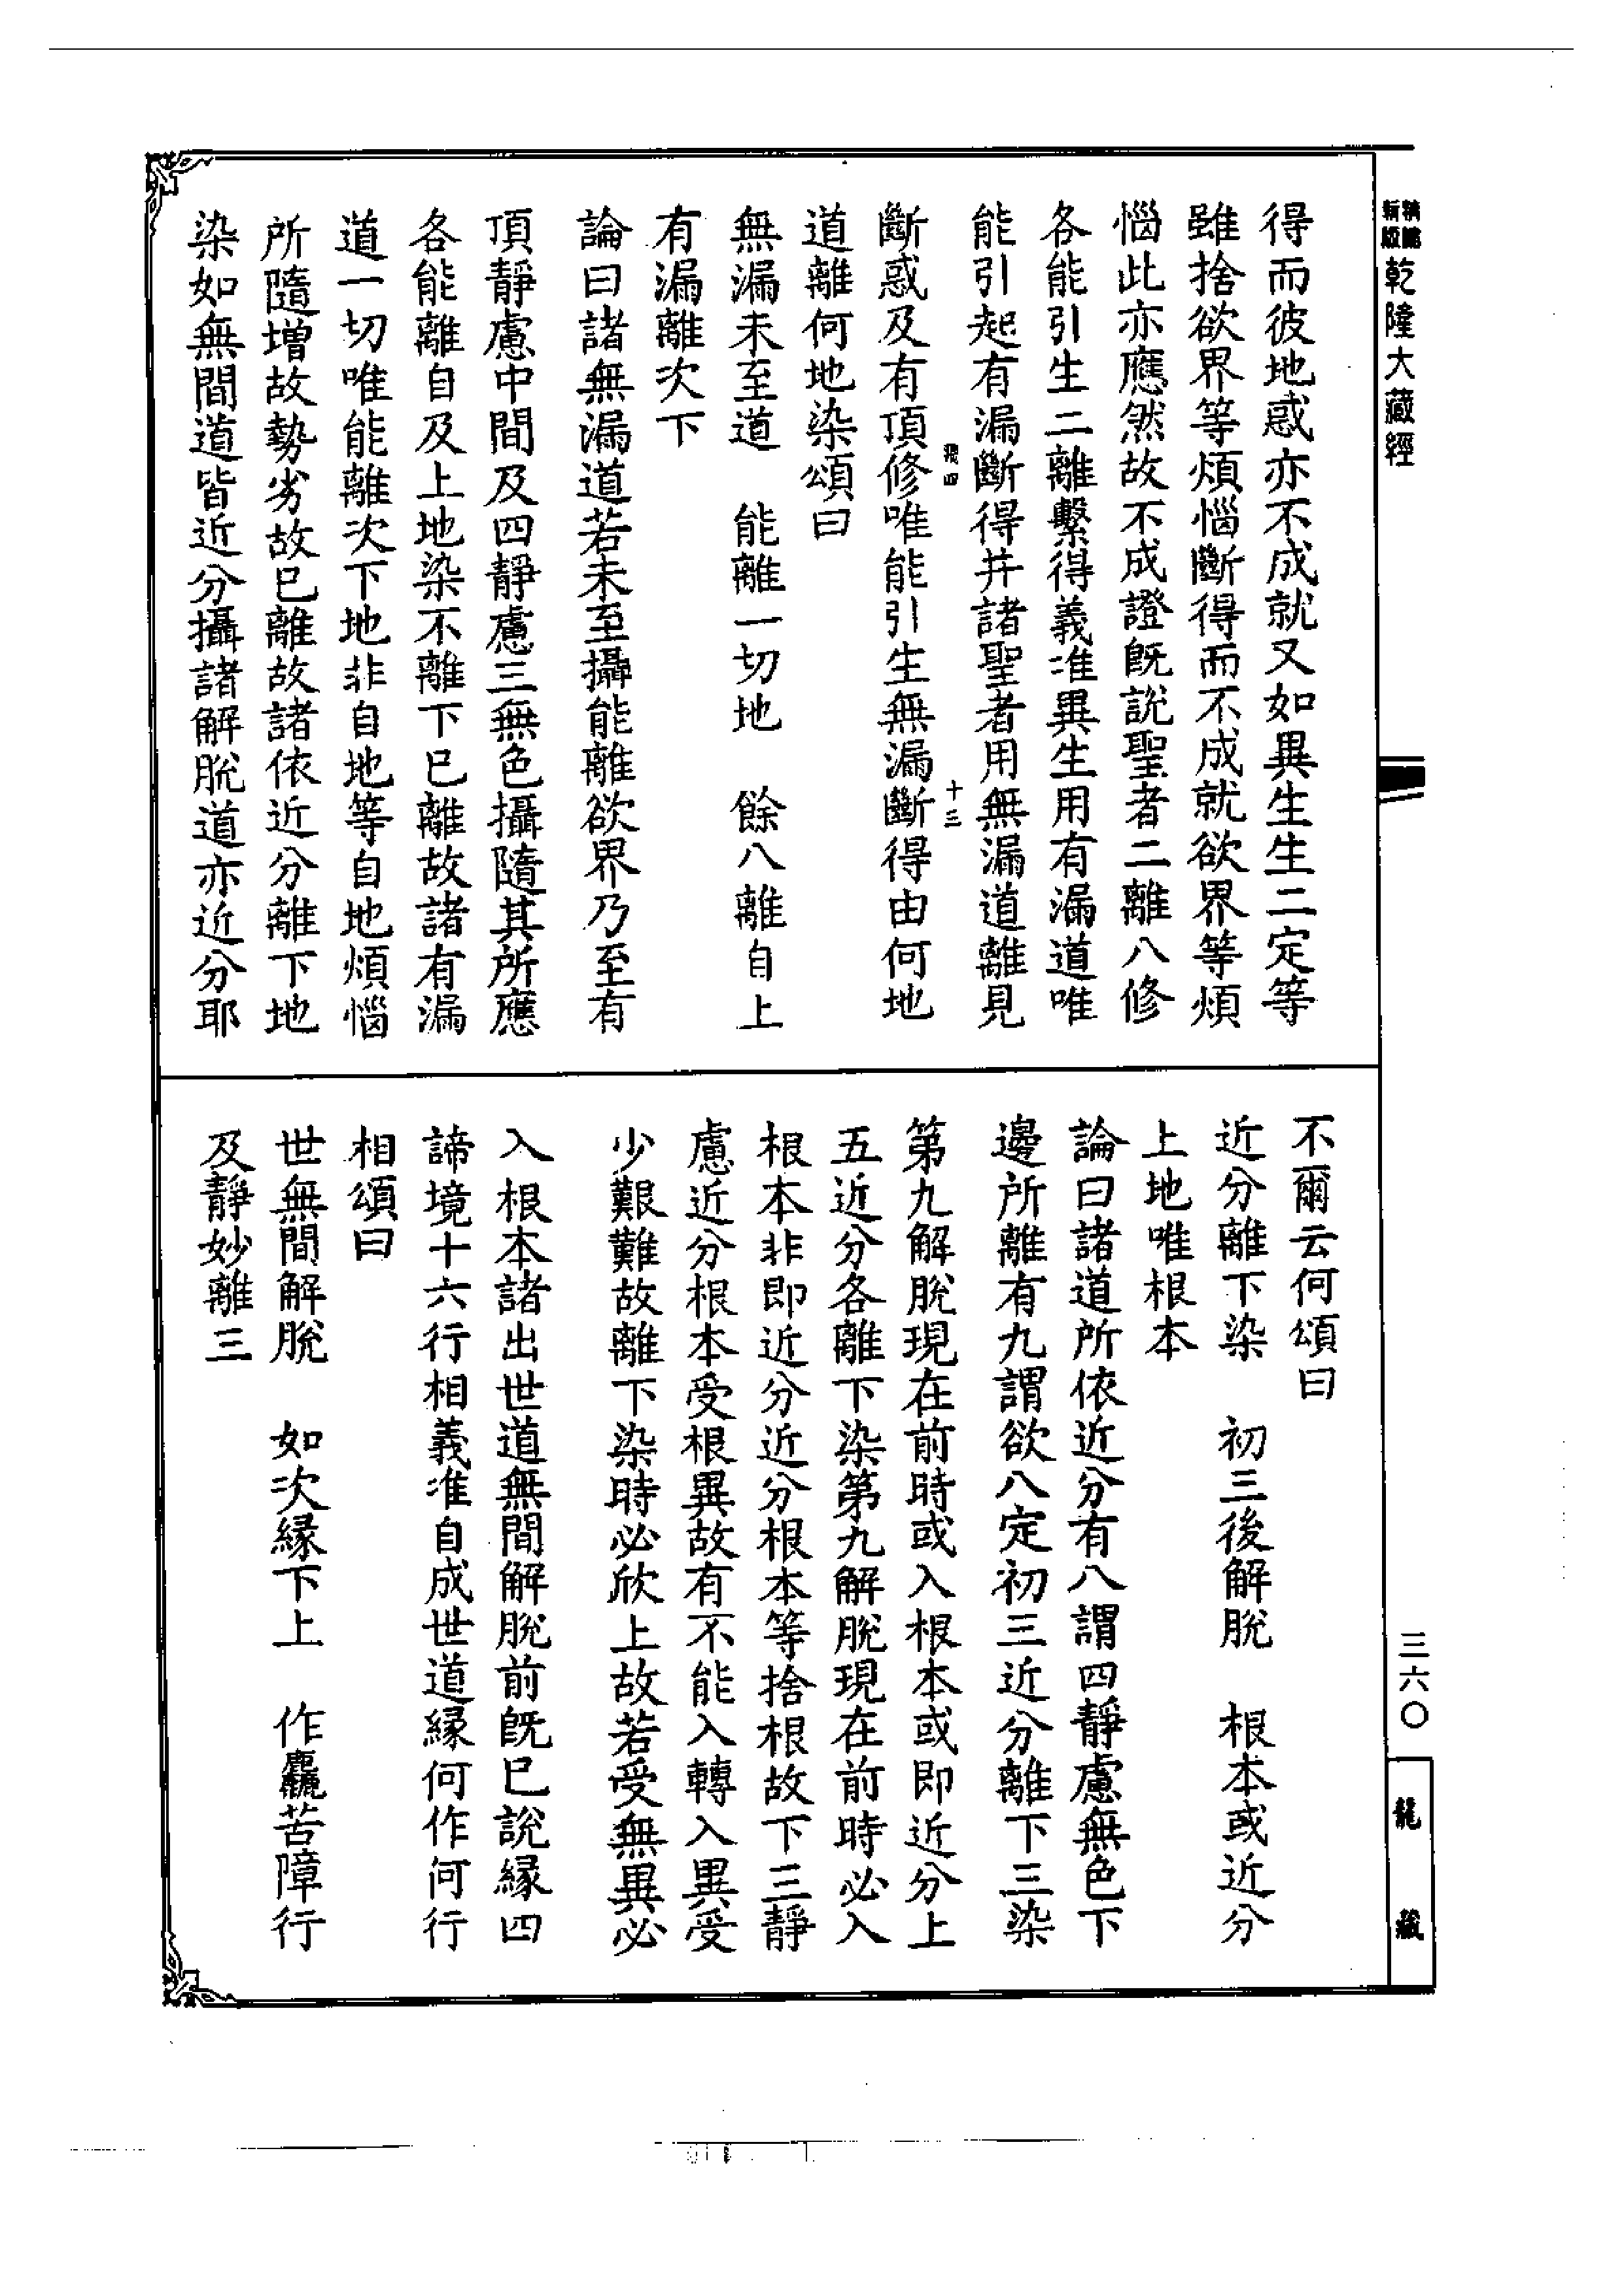 得而彼地惑亦不成就又如異生生二定等
雖捨欲界等煩惱斷得而不成就欲界等煩
惱此亦應然故不成證既說聖者二離八修
各能引生二離繫得義准異生用有漏道唯
能引起有漏斷得并諸聖者用無漏道離見
十三
斷惑及有頂修唯能引生無漏斷得由何地
道離何地染頌曰
無漏未至道　能離一切地　餘八離自上
有漏離次下
論曰諸無漏道若未至攝能離欲界乃至有
頂靜慮中間及四靜慮三無色攝隨其所應
各能離自及上地染不離下已離故諸有漏
道一切唯能離次下地非自地等自地煩惱
所隨增故勢劣故已離故諸依近分離下地
染如無間道皆近分攝諸解脫道亦近分耶
不爾云何頌曰
近分離下染　初三後解脫　根本或近分
上地唯根本
論曰諸道所依近分有八謂四靜慮無色下
邊所離有九謂欲八定初三近分離下三染
第九解脫現在前時或入根本或即近分上
五近分各離下染第九解脫現在前時必入
根本非即近分近分根本等捨根故下三靜
慮近分根本受根異故有不能入轉入異受
少艱難故離下染時必欣上故若受無異必
入根本諸出世道無間解脫前既已說緣四
諦境十六行相義准自成世道緣何作何行
相頌曰
世無間解脫　如次緣下上　作麤苦障行
及靜妙離三
乾隆大藏經
三六〇
龍藏